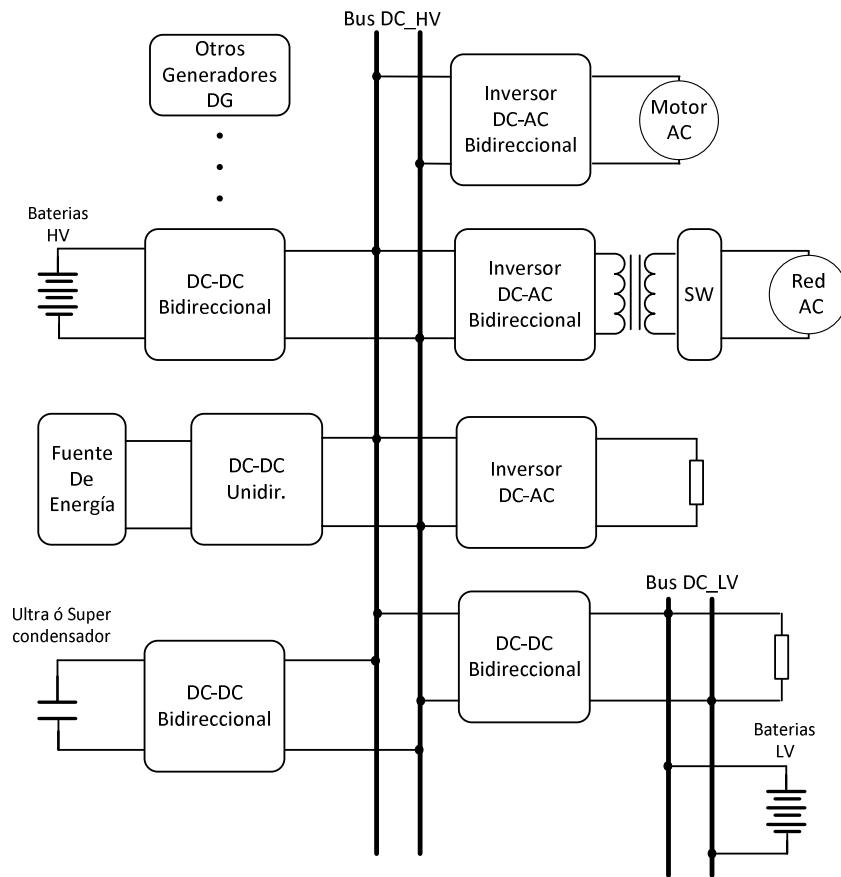 Bus DC_HV
Otros
Generadores
DG
Inversor
DC-AC
Bidireccional
Motor
AC
Baterias
HV
DC-DC
Bidireccional
Inversor
DC-AC
Bidireccional
SW
Red
AC
Fuente
De
Energía
DC-DC
Unidir.
Inversor
DC-AC
Bus DC_LV
Ultra ó Super
condensador
DC-DC
Bidireccional
DC-DC
Bidireccional
Baterias
LV